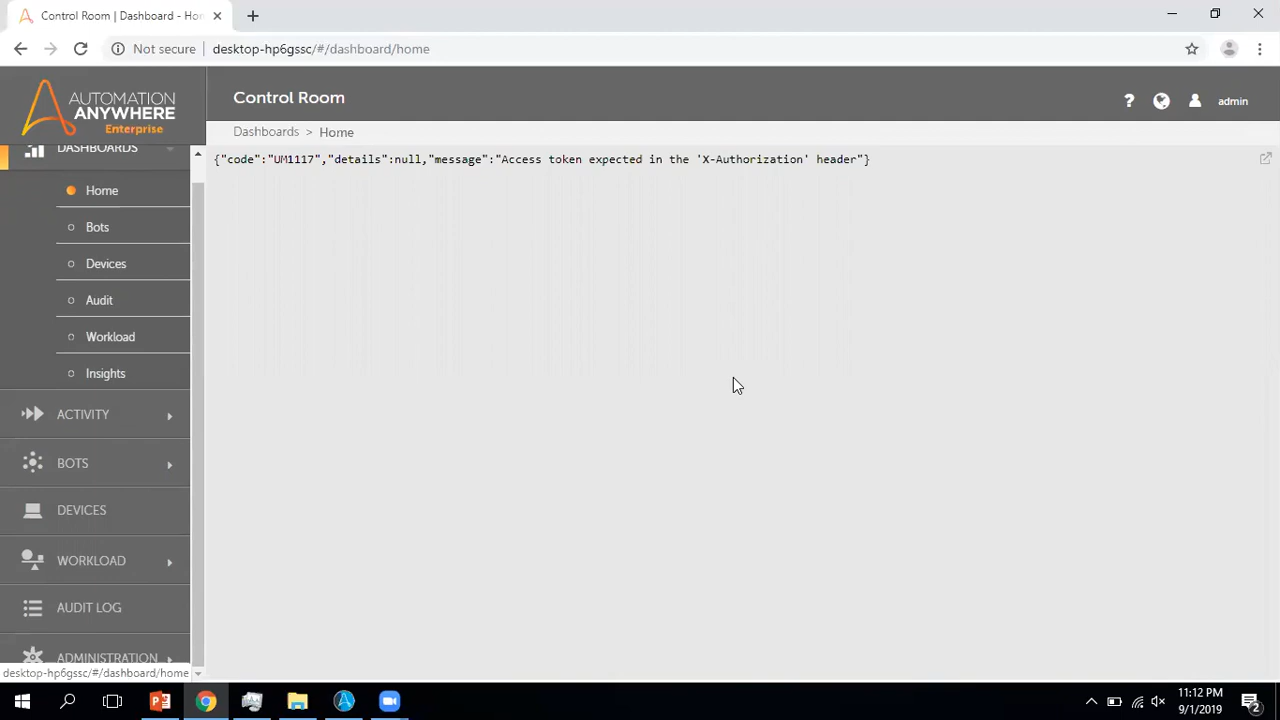 Control Room | Dashboard - Hon
Not secure
desktop-hp6gssc/#/dashboard/home
AUTOMATION
ANYWHERE
Enterprise
Control Room
? admin
Dashboards > Home
{"code":"UM1117","details":null,"message":"Access token expected in the 'X-Authorization' header"}
DASHBOARDS
Home
Bots
Devices
Audit
Workload
Insights
ACTIVITY
BOTS
DEVICES
WORKLOAD
AUDIT LOG
ADMINISTRATION
desktop-hp6gssc/#/dashboard/home
11:12 PM
9/1/2019
2